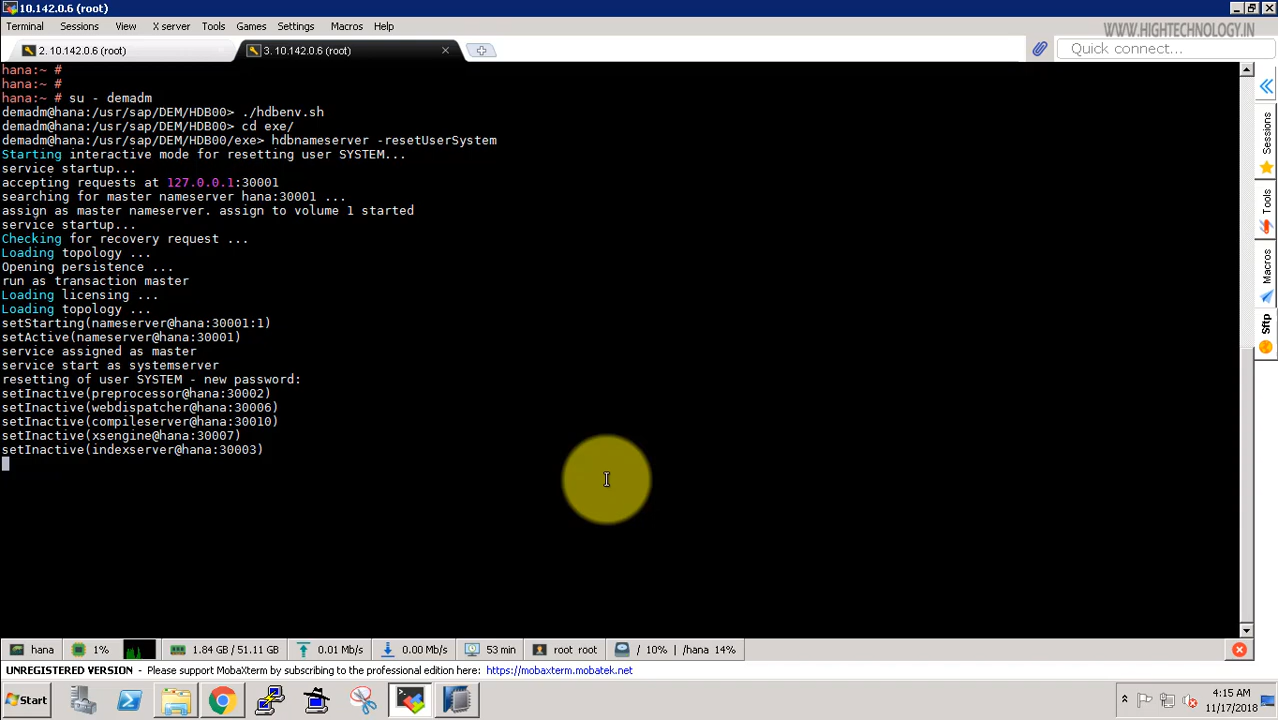 10.142.0.6 (root)
Terminal Sessions View X server Tools Games Settings Macros Help
WWW.HIGHTECHNOLOGY.IN
2. 10.142.0.6 (root)
3. 10.142.0.6 (root)
Quick connect...
hana:~ #
hana:~ #
hana:~ # su - demadm
demadm@hana:/usr/sap/DEM/HDB00> ./hdbenv.sh
demadm@hana:/usr/sap/DEM/HDB00> cd exe/
demadm@hana:/usr/sap/DEM/HDB00/exe> hdbnameserver -resetUserSystem
Starting interactive mode for resetting user SYSTEM...
service startup...
accepting requests at 127.0.0.1:30001
searching for master nameserver hana:30001 ...
assign as master nameserver. assign to volume 1 started
service startup...
Checking for recovery request ...
Loading topology ...
Opening persistence ...
run as transaction master
Loading licensing ...
Loading topology ...
setStarting(nameserver@hana:30001:1)
setActive(nameserver@hana:30001)
service assigned as master
service start as systemserver
resetting of user SYSTEM - new password:
setInactive(preprocessor@hana:30002)
setInactive(webdispatcher@hana:30006)
setInactive(compileserver@hana:30010)
setInactive(xsengine@hana:30007)
setInactive(indexserver@hana:30003)
Sessions
Tools
Macros
Sftp
hana 1% 1.84 GB / 51.11 GB 0.01 Mb/s 0.00 Mb/s 53 min root root / 10% | /hana 14%
UNREGISTERED VERSION - Please support MobaXterm by subscribing to the professional edition here: https://mobaxterm.mobatek.net
Start
4:15 AM
11/17/2018